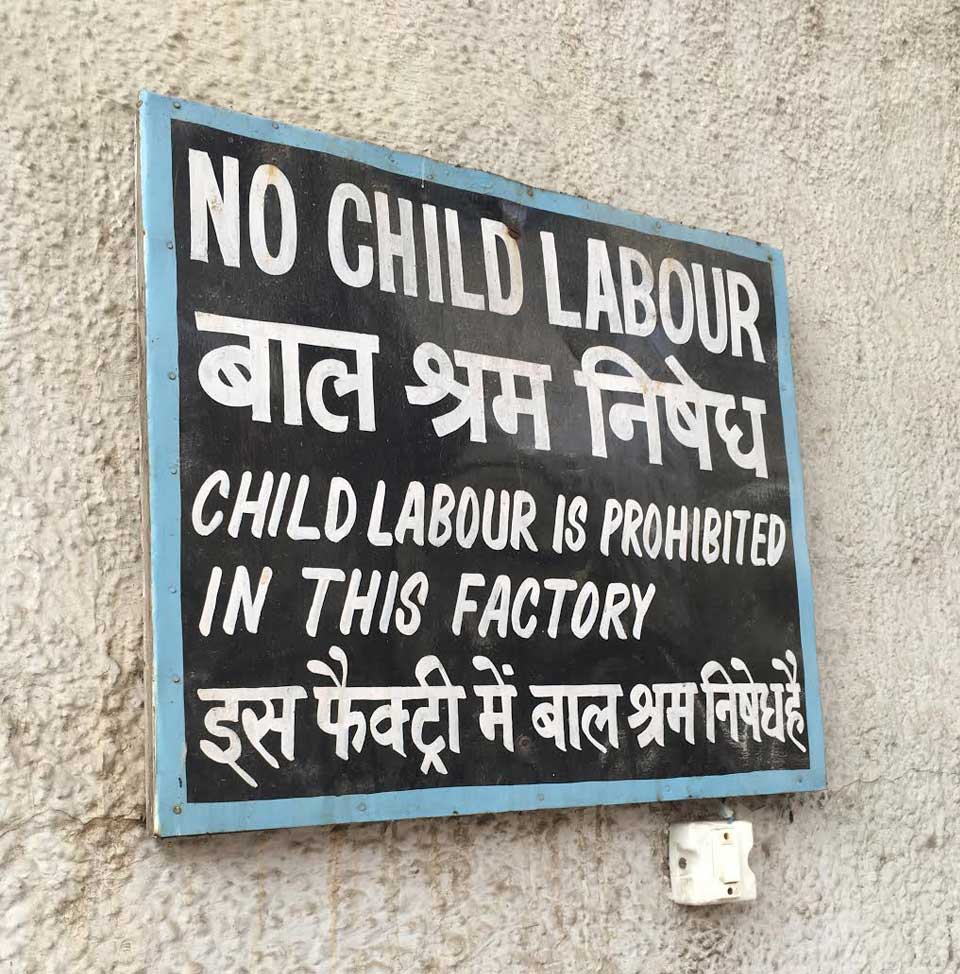 NO CHILD LABOUR
बाल श्रम निषेध
CHILD LABOUR IS PROHIBITED
IN THIS FACTORY
इस फैक्ट्री में बाल श्रम निषेध है